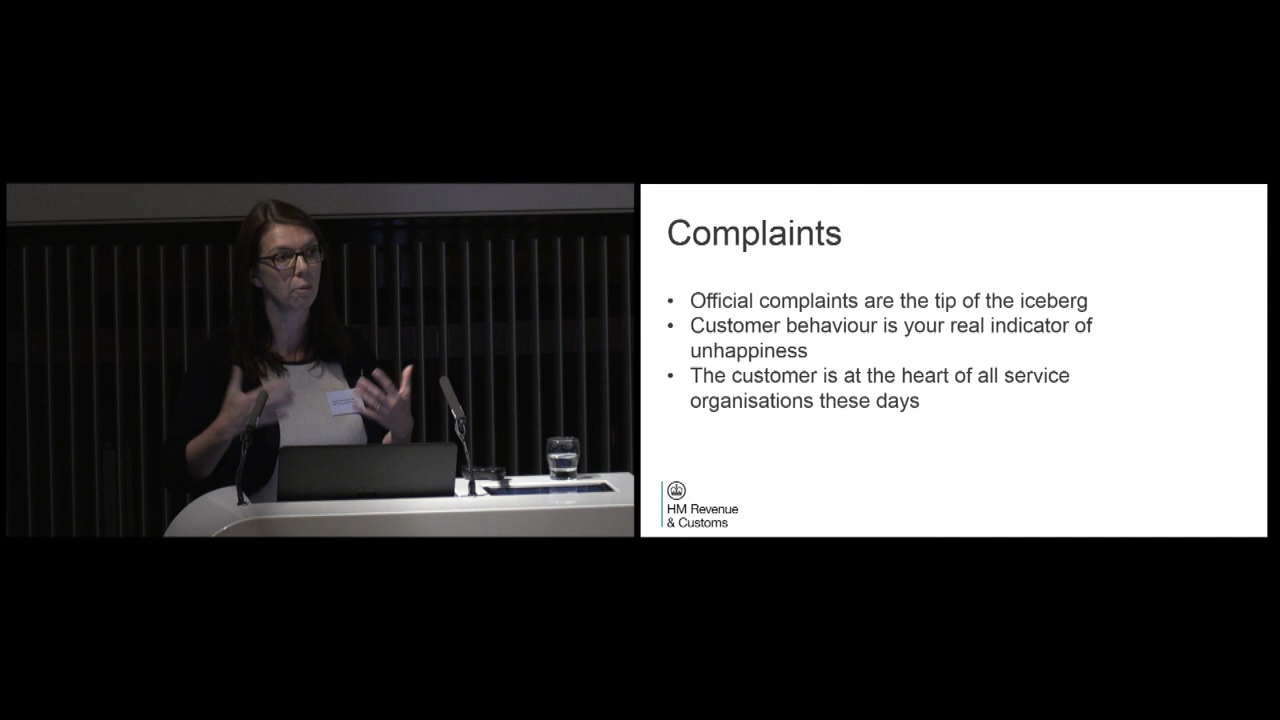 Complaints
• Official complaints are the tip of the iceberg
• Customer behaviour is your real indicator of
unhappiness
• The customer is at the heart of all service
organisations these days
HM Revenue
& Customs